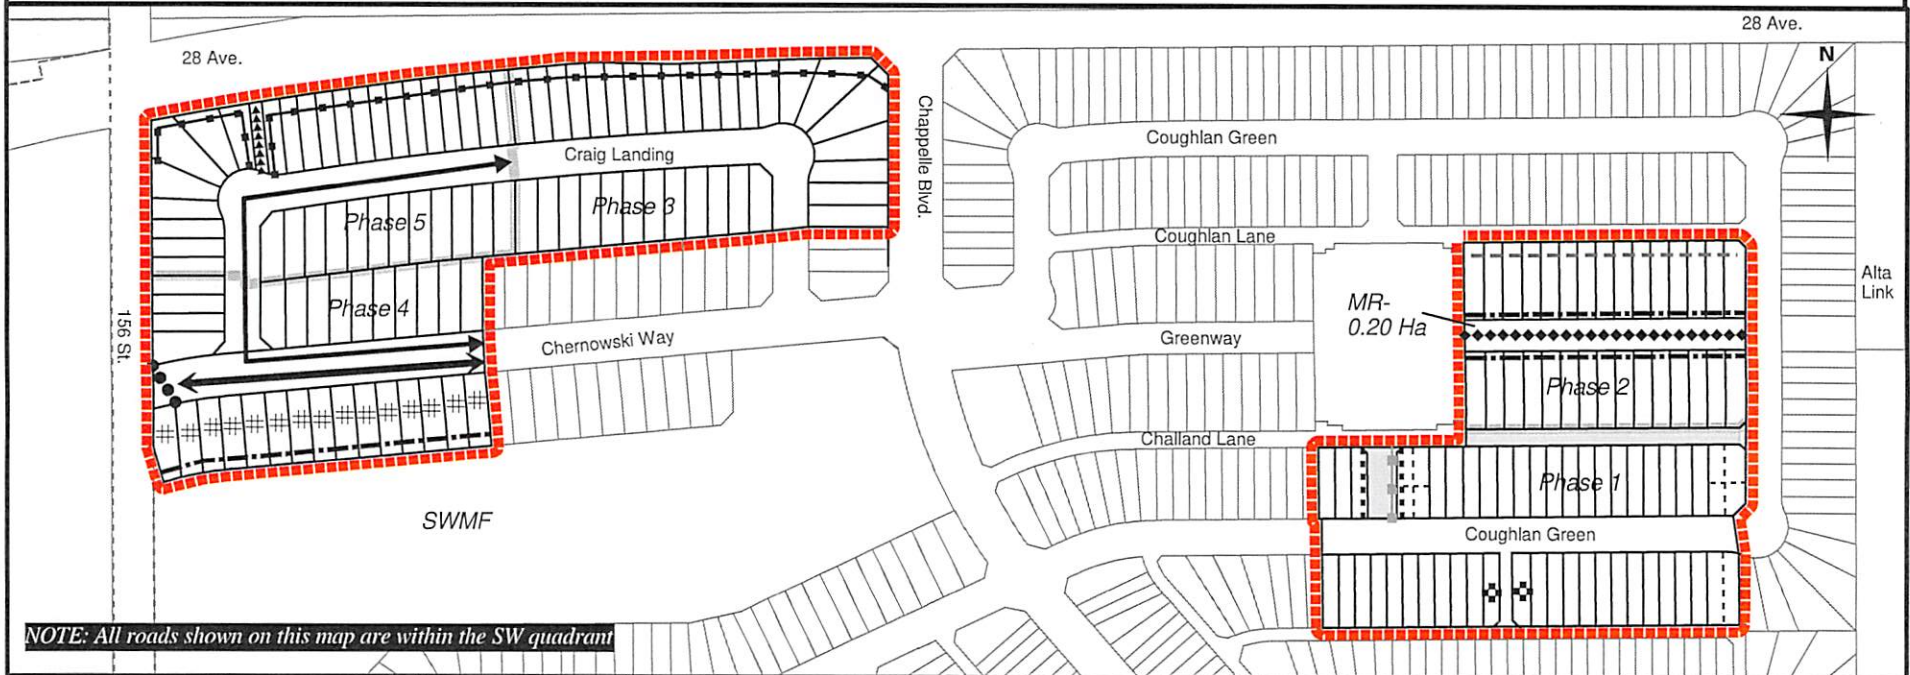 28 Ave.
28 Ave.
N
Chappelle Blvd.
Coughlan Green
Craig Landing
Phase 5
Phase 3
Coughlan Lane
Alta
Link
MR-
0.20 Ha
Phase 4
156 St.
Chernowski Way
Greenway
Phase 2
Challand Lane
Phase 1
SWMF
Coughlan Green
NOTE: All roads shown on this map are within the SW quadrant